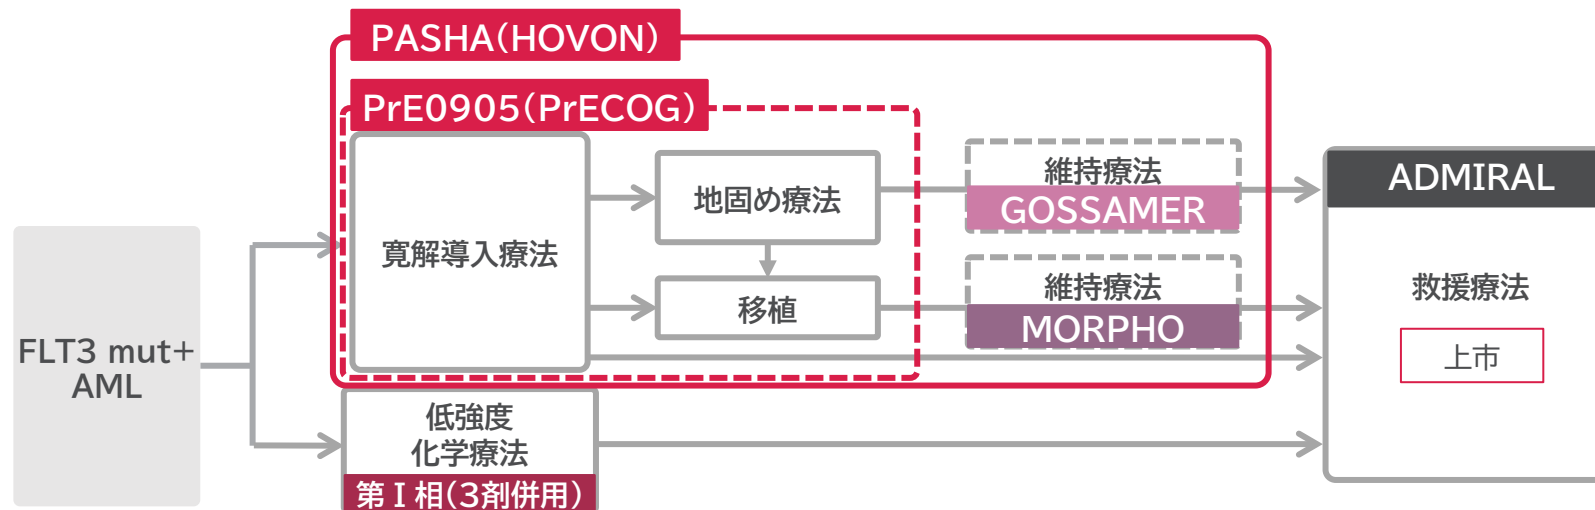 PASHA(HOVON)
PrE0905(PrECOG)
寛解導入療法
地固め療法
移植
維持療法
GOSSAMER
維持療法
MORPHO
ADMIRAL
救援療法
上市
FLT3 mut+
AML
低強度
化学療法
第Ⅰ相(3剤併用)